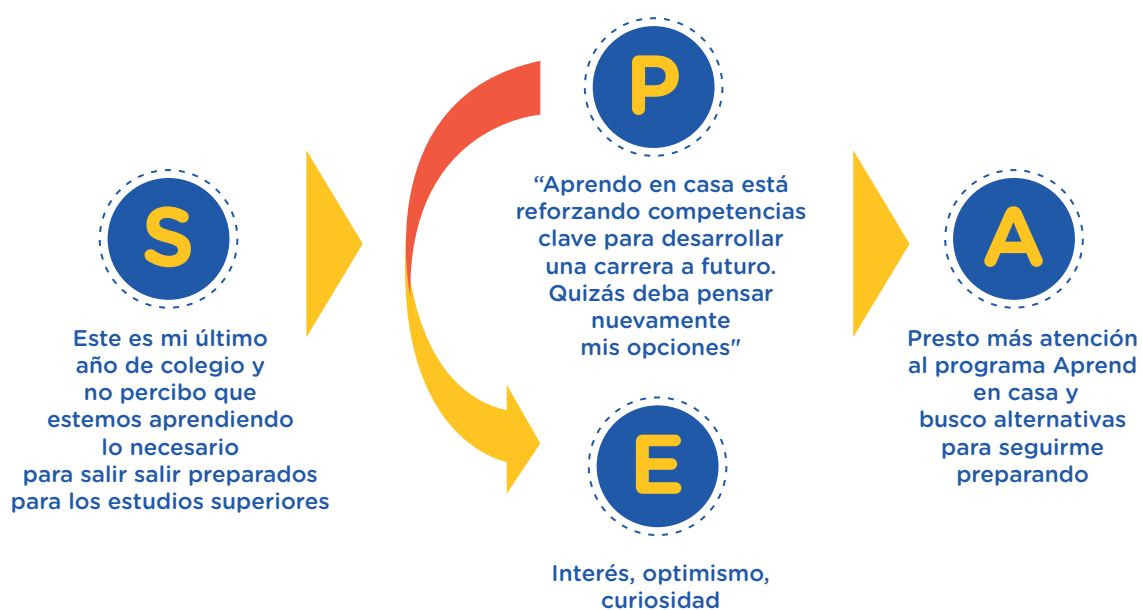 S
Este es mi último
año de colegio y
no percibo que
estemos aprendiendo
lo necesario
para salir salir preparados
para los estudios superiores
P
“Aprendo en casa está
reforzando competencias
clave para desarrollar
una carrera a futuro.
Quizás deba pensar
nuevamente
mis opciones"
E
Interés, optimismo,
curiosidad
A
Presto más atención
al programa Aprend
en casa y
busco alternativas
para seguirme
preparando